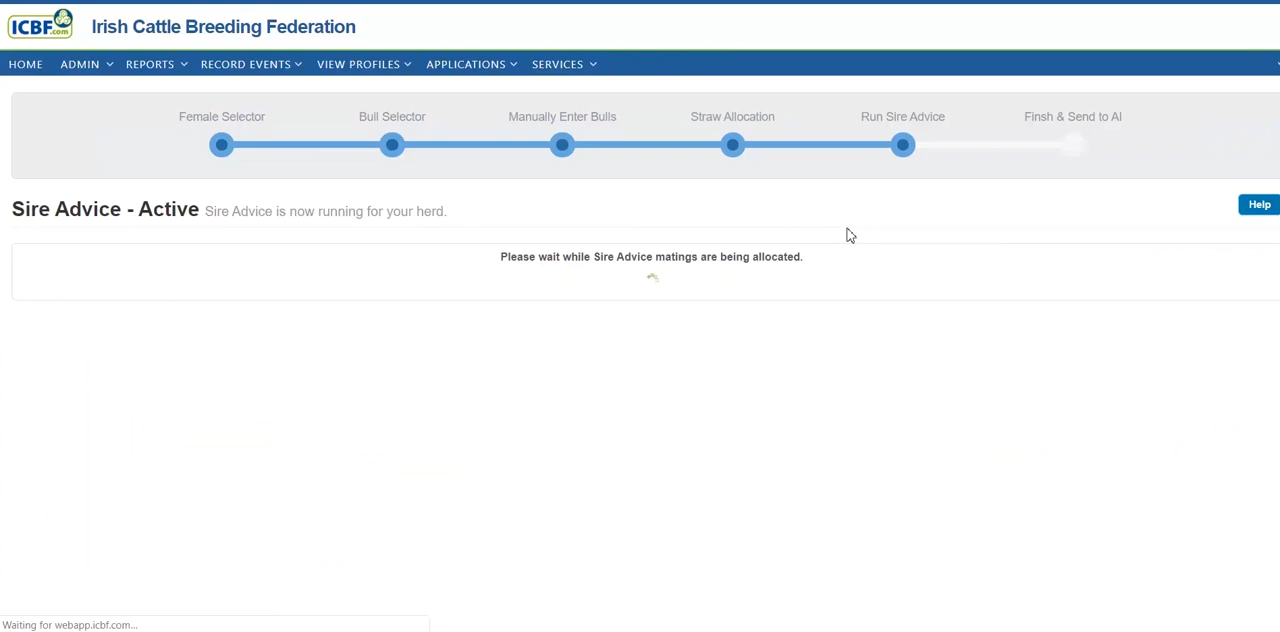 ICBF.com Irish Cattle Breeding Federation
HOME ADMIN REPORTS RECORD EVENTS VIEW PROFILES APPLICATIONS SERVICES
Female Selector Bull Selector Manually Enter Bulls Straw Allocation Run Sire Advice Finsh & Send to AI
Sire Advice - Active Sire Advice is now running for your herd.
Help
Please wait while Sire Advice matings are being allocated.
Waiting for webapp.icbf.com...